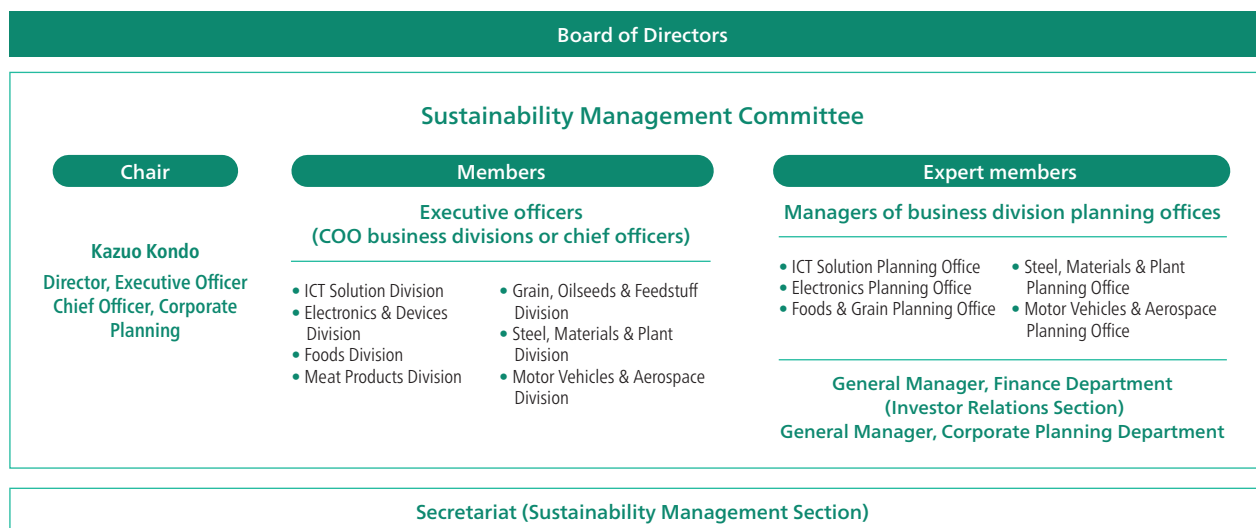 Board of Directors
Sustainability Management Committee
Chair
Kazuo Kondo
Director, Executive Officer
Chief Officer, Corporate
Planning
Members
Executive officers
(COO business divisions or chief officers)
• ICT Solution Division
• Electronics & Devices
Division
• Foods Division
• Meat Products Division
• Grain, Oilseeds & Feedstuff
Division
• Steel, Materials & Plant
Division
• Motor Vehicles & Aerospace
Division
Expert members
Managers of business division planning offices
• ICT Solution Planning Office
• Electronics Planning Office
• Foods & Grain Planning Office
• Steel, Materials & Plant
Planning Office
• Motor Vehicles & Aerospace
Planning Office
General Manager, Finance Department
(Investor Relations Section)
General Manager, Corporate Planning Department
Secretariat (Sustainability Management Section)